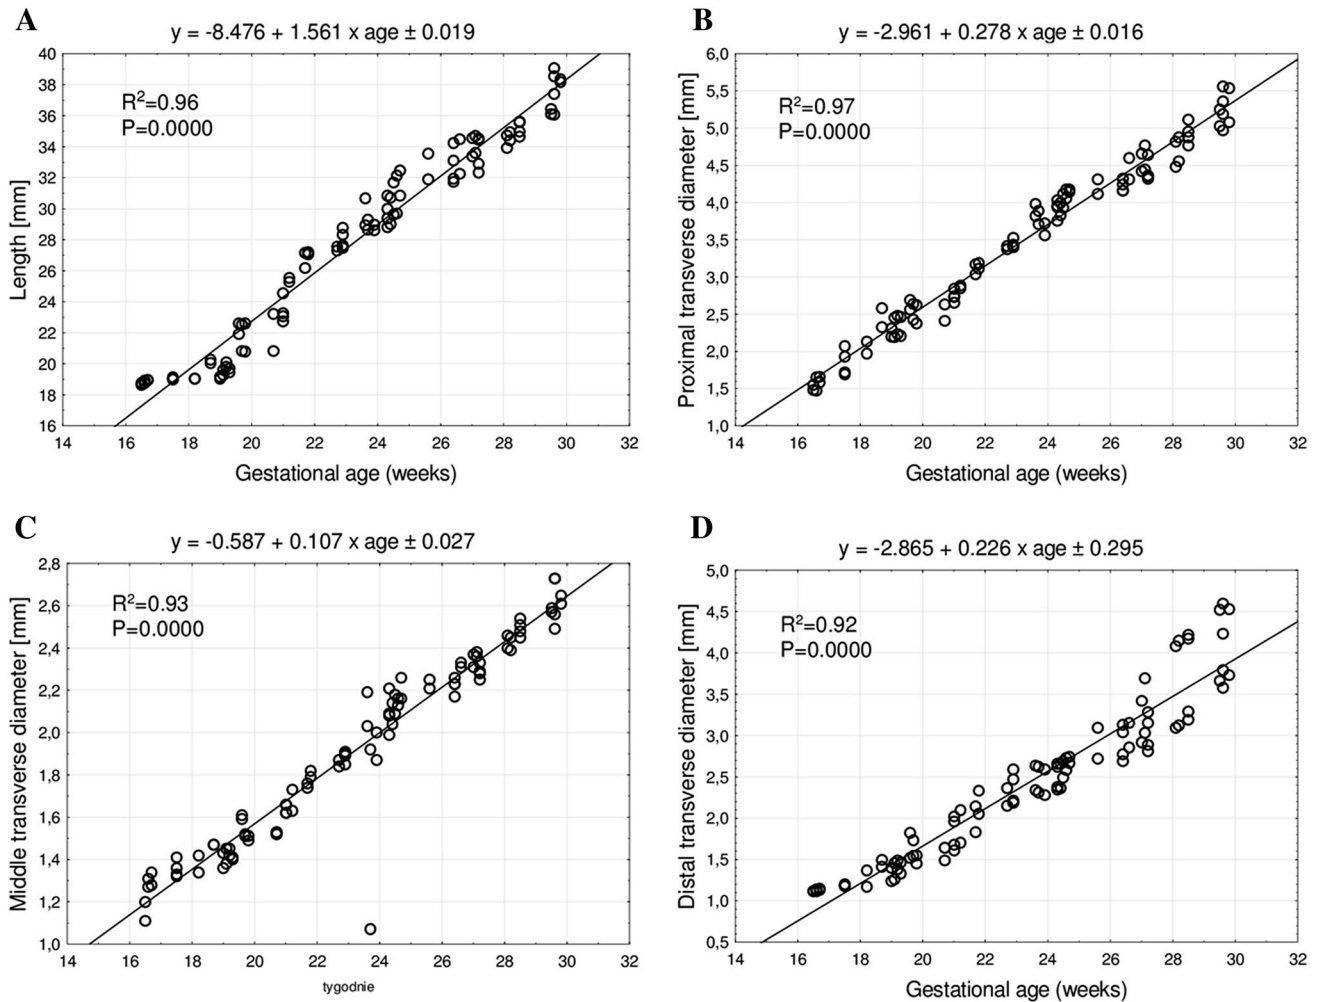 A
y = -8.476 + 1.561 x age ± 0.019
40
38
36
34
32
30
28
26
24
22
20
18
16
Length [mm]
R²=0.96
P=0.0000
14 16 18 20 22 24 26 28 30 32
Gestational age (weeks)
B
y = -2.961 + 0.278 x age ± 0.016
6,0
5,5
5,0
4,5
4,0
3,5
3,0
2,5
2,0
1,5
1,0
Proximal transverse diameter [mm]
R²=0.97
P=0.0000
14 16 18 20 22 24 26 28 30 32
Gestational age (weeks)
C
y = -0.587 + 0.107 x age ± 0.027
2,8
2,6
2,4
2,2
2,0
1,8
1,6
1,4
1,2
1,0
Middle transverse diameter [mm]
R²=0.93
P=0.0000
14 16 18 20 22 24 26 28 30 32
tygodnie
D
y = -2.865 + 0.226 x age ± 0.295
5,0
4,5
4,0
3,5
3,0
2,5
2,0
1,5
1,0
0,5
Distal transverse diameter [mm]
R²=0.92
P=0.0000
14 16 18 20 22 24 26 28 30 32
Gestational age (weeks)